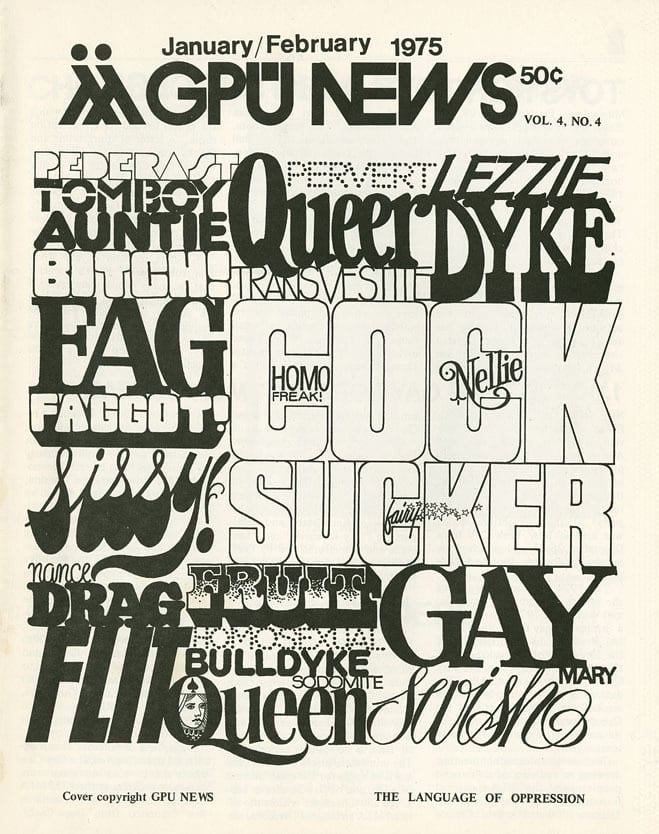 January/February 1975
GPU NEWS 50¢
VOL. 4, NO. 4
PEDERAST
PERVERT
LEZZIE
TOMBOY
Queer
DYKE
AUNTIE
BITCH!
TRANSVESTITE
FAG
COCK
HOMO
FREAK!
Nellie
FAGGOT!
sissy!
SUCKER
fairy
nance
FRUIT
GAY
DRAG
HOMOSEXUAL
FLIT
BULLDYKE
MARY
SODOMITE
Queen
Swish
Cover copyright GPU NEWS
THE LANGUAGE OF OPPRESSION